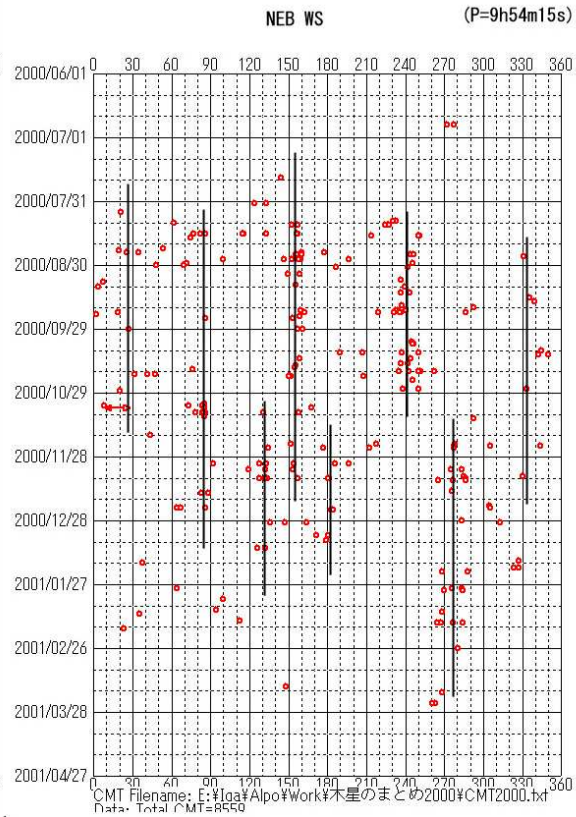 NEB WS (P=9h54m15s)
0 30 60 90 120 150 180 210 240 270 300 330 360
2000/06/01
2000/07/01
2000/07/31
2000/08/30
2000/09/29
2000/10/29
2000/11/28
2000/12/28
2001/01/27
2001/02/26
2001/03/28
2001/04/27
0 30 60 90 120 150 180 210 240 270 300 330 360
CMT Filename: E:¥Iga¥Alpo¥Work¥木星のまとめ2000¥CMT2000.txt
Data: Total CMT=8559